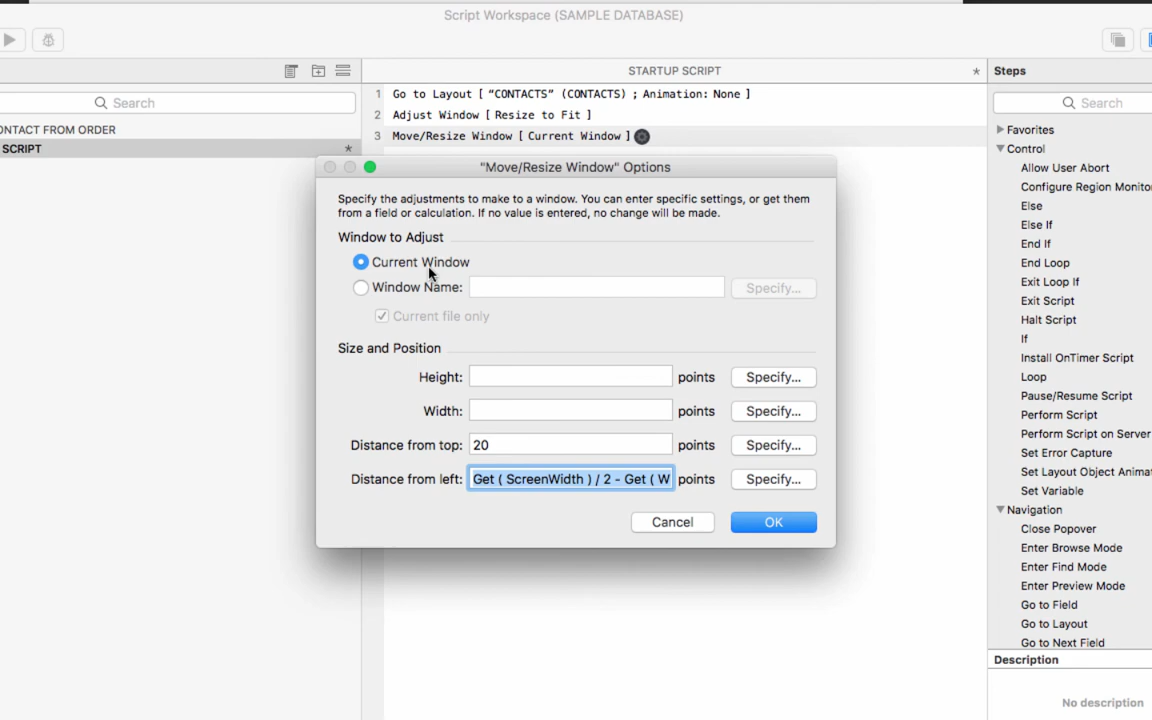 Script Workspace (SAMPLE DATABASE)
STARTUP SCRIPT
*
Steps
Search
Search
ONTACT FROM ORDER
SCRIPT *
1 Go to Layout [ “CONTACTS” (CONTACTS) ; Animation: None ]
2 Adjust Window [ Resize to Fit ]
3 Move/Resize Window [ Current Window ]
"Move/Resize Window" Options
Specify the adjustments to make to a window. You can enter specific settings, or get them
from a field or calculation. If no value is entered, no change will be made.
Window to Adjust
Current Window
Window Name:
Specify...
Current file only
Size and Position
Height: points Specify...
Width: points Specify...
Distance from top: 20 points Specify...
Distance from left: Get ( ScreenWidth ) / 2 - Get ( W points Specify...
Cancel
OK
Favorites
Control
Allow User Abort
Configure Region Monito
Else
Else If
End If
End Loop
Exit Loop If
Exit Script
Halt Script
If
Install OnTimer Script
Loop
Pause/Resume Script
Perform Script
Perform Script on Server
Set Error Capture
Set Layout Object Animat
Set Variable
Navigation
Close Popover
Enter Browse Mode
Enter Find Mode
Enter Preview Mode
Go to Field
Go to Layout
Go to Next Field
Description
No description